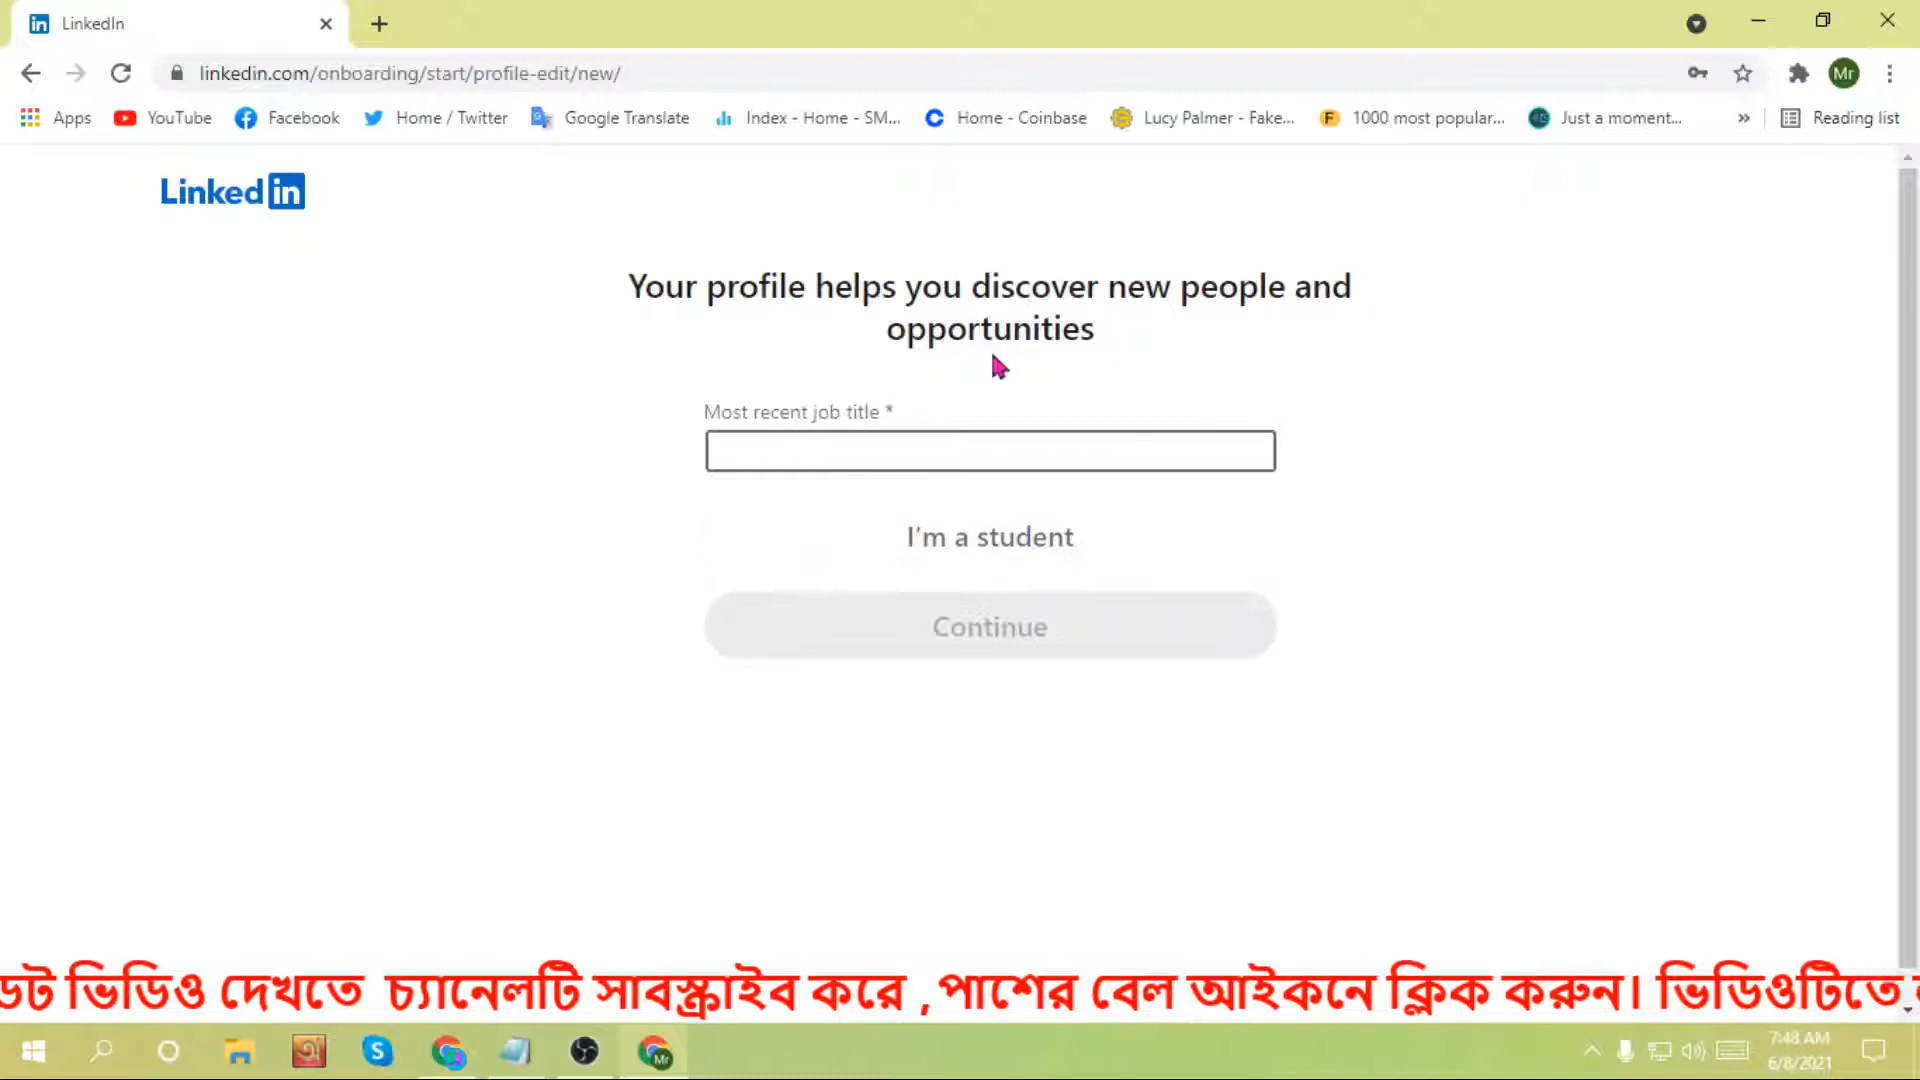 LinkedIn
linkedin.com/onboarding/start/profile-edit/new/
Mr
Apps YouTube Facebook Home / Twitter Google Translate Index - Home - SM... Home - Coinbase Lucy Palmer - Fake... 1000 most popular... Just a moment... » Reading list
Linked in
Your profile helps you discover new people and
opportunities
Most recent job title *
I'm a student
Continue
ভিডিও দেখতে চ্যানেলটি সাবস্ক্রাইব করে ,পাশের বেল আইকনে ক্লিক করুন। ভিডিওটিতে
7:48 AM
6/8/2021